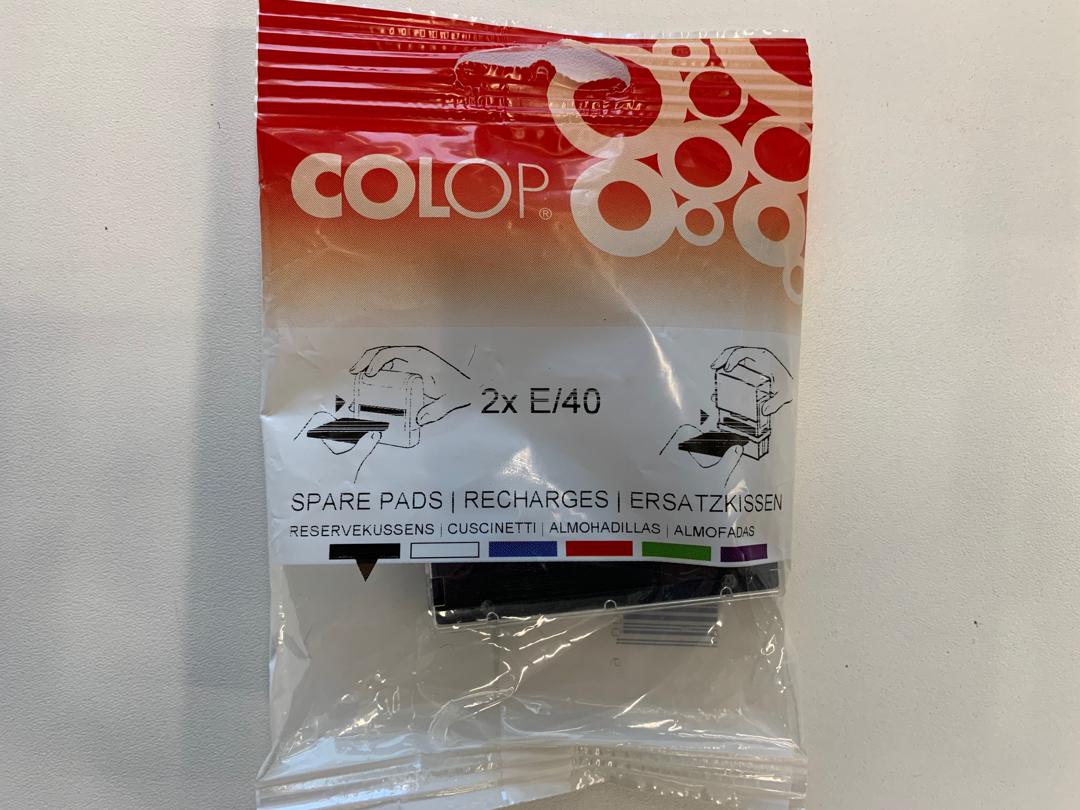 COLOP®
2x E/40
SPARE PADS | RECHARGES | ERSATZKISSEN
RESERVEKUSSENS | CUSCINETTI | ALMOHADILLAS | ALMOFADAS